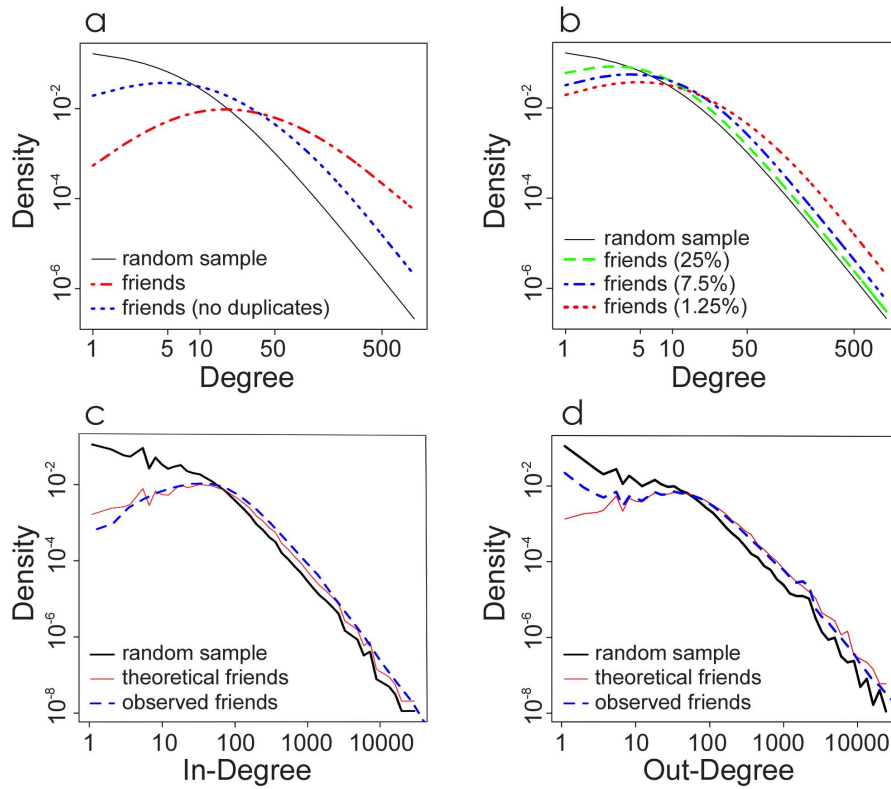 a
Density
10⁻² 10⁻⁴ 10⁻⁶
random sample
friends
friends (no duplicates)
1 5 10 50 500
Degree
b
Density
10⁻² 10⁻⁴ 10⁻⁶
random sample
friends (25%)
friends (7.5%)
friends (1.25%)
1 5 10 50 500
Degree
c
Density
10⁻² 10⁻⁴ 10⁻⁶ 10⁻⁸
random sample
theoretical friends
observed friends
1 10 100 1000 10000
In-Degree
d
Density
10⁻² 10⁻⁴ 10⁻⁶ 10⁻⁸
random sample
theoretical friends
observed friends
1 10 100 1000 10000
Out-Degree